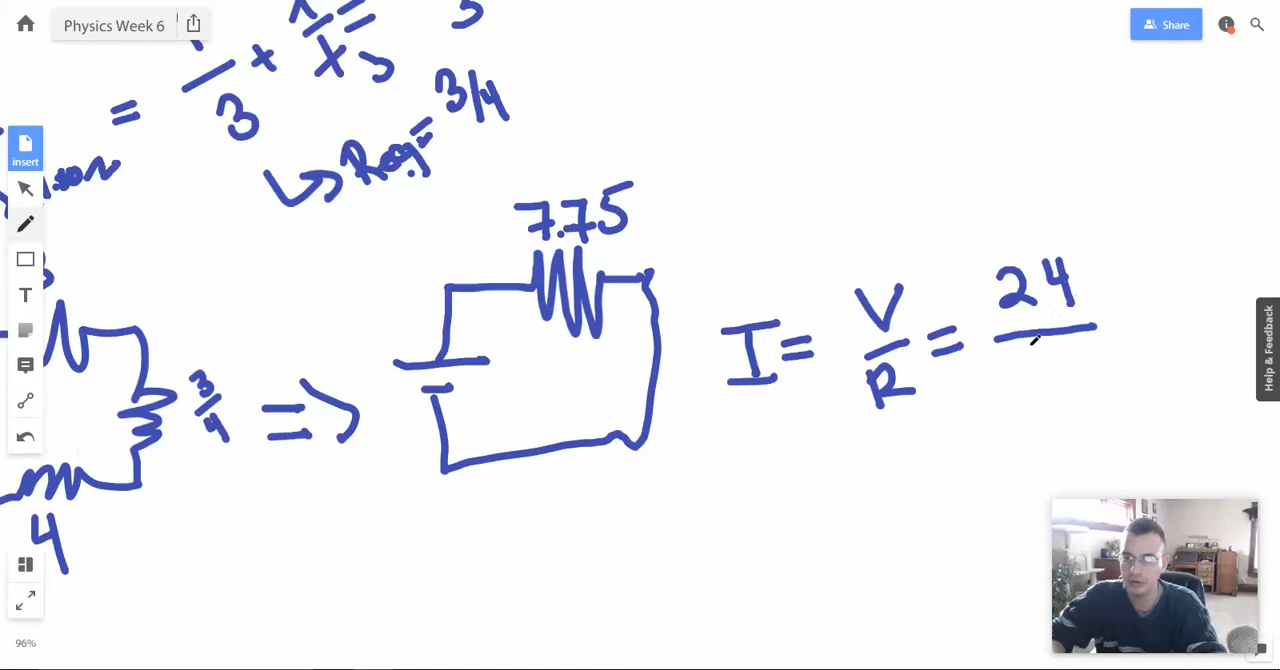 Physics Week 6
Share
insert
T
= 1/3 × 1/
3
Req = 3/4
7.75
3/4
=>
4
I = V/R = 24
Help & Feedback
96%